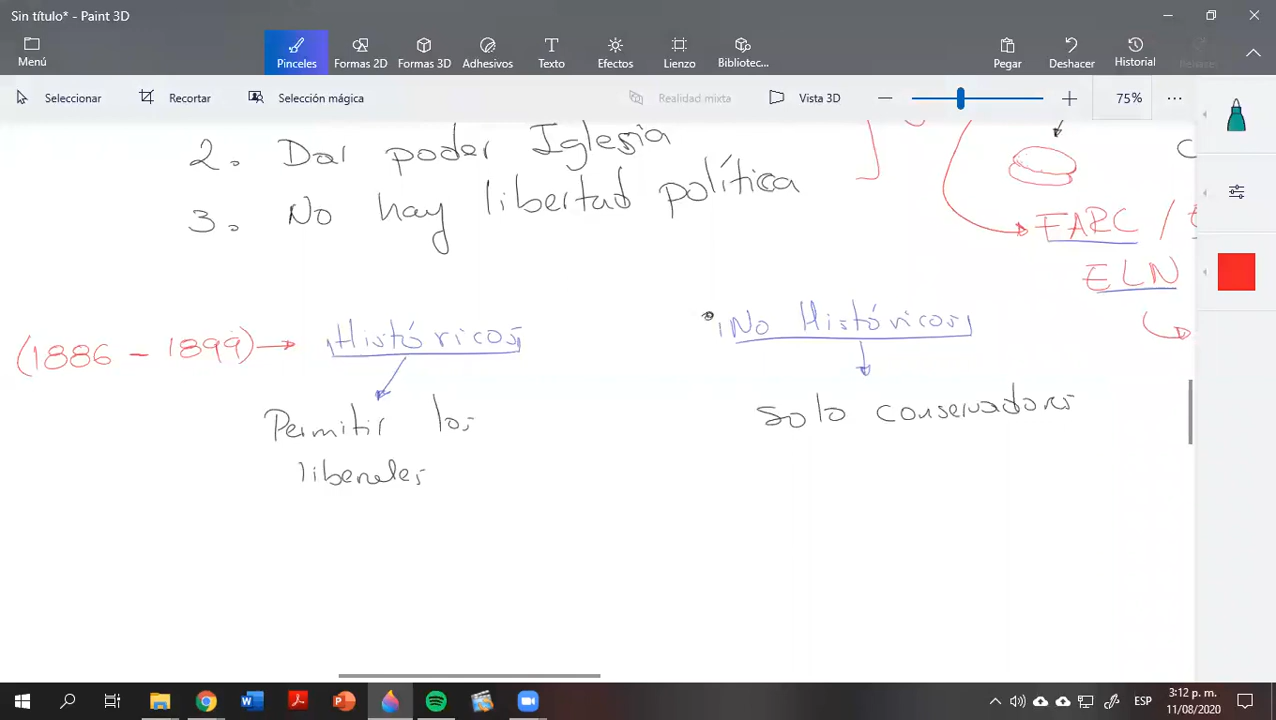 Sin título* - Paint 3D
Menú
Pinceles
Formas 2D
Formas 3D
Adhesivos
Texto
Efectos
Lienzo
Bibliotec...
Pegar
Deshacer
Historial
Seleccionar
Recortar
Selección mágica
Realidad mixta
Vista 3D
75%
2. Dar poder Iglesia
3. No hay libertad política
FARC /
ELN
(1886 - 1899) → Históricos
No Históricos
Permitir los
liberales
Solo conservadores
ESP
3:12 p. m.
11/08/2020